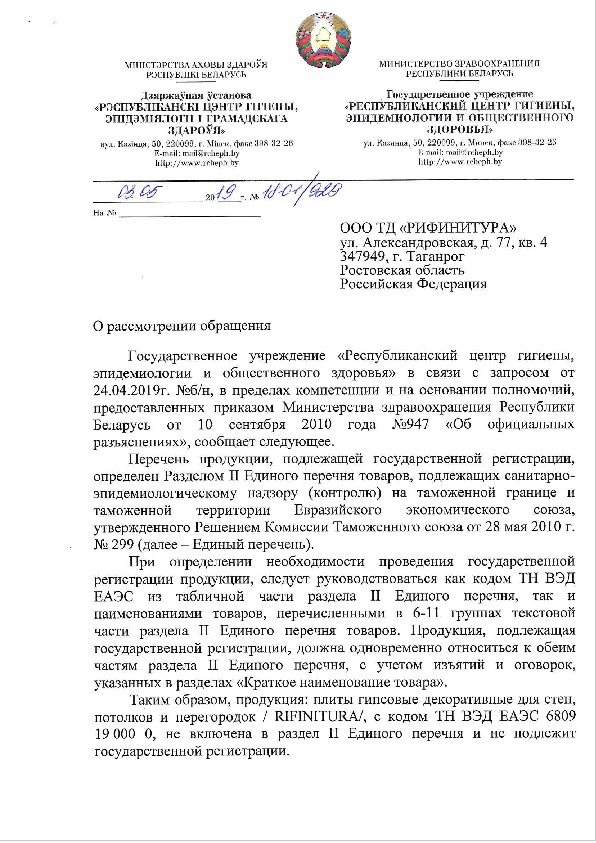 МІНІСТЭРСТВА АХОВЫ ЗДАРОЎЯ
РЭСПУБЛІКІ БЕЛАРУСЬ
Дзяржаўная ўстанова
«РЭСПУБЛІКАНСКІ ЦЭНТР ГІГІЕНЫ,
ЭПІДЭМІЯЛОГІІ І ГРАМАДСКАГА
ЗДАРОЎЯ»
вул. Казінца, 50, 220099, г. Мінск, факс 398-32-26
E-mail: mail@rcheph.by
http://www.rcheph.by
МИНИСТЕРСТВО ЗДРАВООХРАНЕНИЯ
РЕСПУБЛИКИ БЕЛАРУСЬ
Государственное учреждение
«РЕСПУБЛИКАНСКИЙ ЦЕНТР ГИГИЕНЫ,
ЭПИДЕМИОЛОГИИ И ОБЩЕСТВЕННОГО
ЗДОРОВЬЯ»
ул. Казинца, 50, 220099, г. Минск, факс 398-32-26
E-mail: mail@rcheph.by
http://www.rcheph.by
03.05 2019 г. № 18-01/929
На №
ООО ТД «РИФИНИТУРА»
ул. Александровская, д. 77, кв. 4
347949, г. Таганрог
Ростовская область
Российская Федерация
О рассмотрении обращения
Государственное учреждение «Республиканский центр гигиены,
эпидемиологии и общественного здоровья» в связи с запросом от
24.04.2019г. №б/н, в пределах компетенции и на основании полномочий,
предоставленных приказом Министерства здравоохранения Республики
Беларусь от 10 сентября 2010 года №947 «Об официальных
разъяснениях», сообщает следующее.
Перечень продукции, подлежащей государственной регистрации,
определен Разделом II Единого перечня товаров, подлежащих санитарно-
эпидемиологическому надзору (контролю) на таможенной границе и
таможенной территории Евразийского экономического союза,
утвержденного Решением Комиссии Таможенного союза от 28 мая 2010 г.
№ 299 (далее – Единый перечень).
При определении необходимости проведения государственной
регистрации продукции, следует руководствоваться как кодом ТН ВЭД
ЕАЭС из табличной части раздела II Единого перечня, так и
наименованиями товаров, перечисленными в 6-11 группах текстовой
части раздела II Единого перечня товаров. Продукция, подлежащая
государственной регистрации, должна одновременно относиться к обеим
частям раздела II Единого перечня, с учетом изъятий и оговорок,
указанных в разделах «Краткое наименование товара».
Таким образом, продукция: плиты гипсовые декоративные для стен,
потолков и перегородок / RIFINITURA/, с кодом ТН ВЭД ЕАЭС 6809
19 000 0, не включена в раздел II Единого перечня и не подлежит
государственной регистрации.